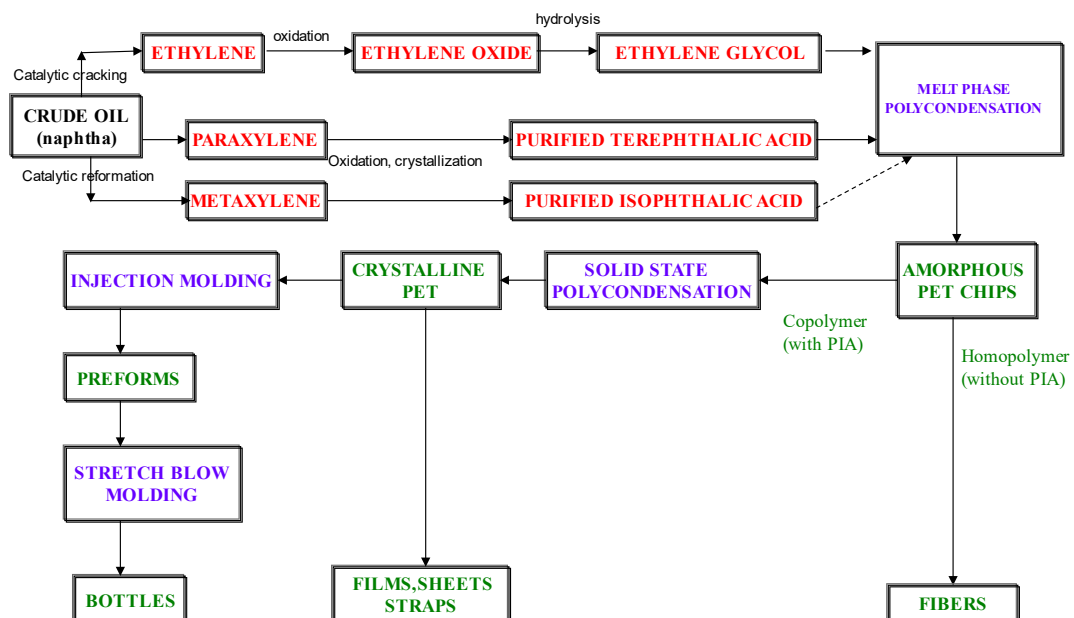 hydrolysis
ETHYLENE
oxidation
ETHYLENE OXIDE
ETHYLENE GLYCOL
Catalytic cracking
MELT PHASE
POLYCONDENSATION
CRUDE OIL
(naphtha)
PARAXYLENE
Oxidation, crystallization
PURIFIED TEREPHTHALIC ACID
Catalytic reformation
METAXYLENE
PURIFIED ISOPHTHALIC ACID
INJECTION MOLDING
CRYSTALLINE
PET
SOLID STATE
POLYCONDENSATION
AMORPHOUS
PET CHIPS
Copolymer
(with PIA)
Homopolymer
(without PIA)
PREFORMS
STRETCH BLOW
MOLDING
BOTTLES
FILMS,SHEETS
STRAPS
FIBERS